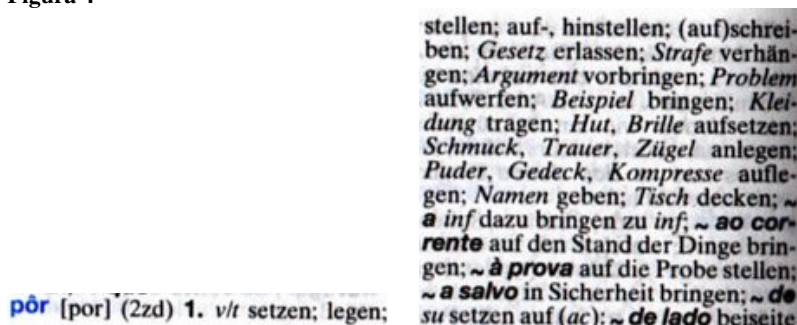 pôr [por] (2zd) 1. v/t setzen; legen;
stellen; auf-, hinstellen; (auf)schrei-
ben; Gesetz erlassen; Strafe verhän-
gen; Argument vorbringen; Problem
aufwerfen; Beispiel bringen; Klei-
dung tragen; Hut, Brille aufsetzen;
Schmuck, Trauer, Zügel anlegen;
Puder, Gedeck, Kompresse aufle-
gen; Namen geben; Tisch decken; ~
a inf dazu bringen zu inf; ~ ao cor-
rente auf den Stand der Dinge brin-
gen; ~ à prova auf die Probe stellen;
~ a salvo in Sicherheit bringen; ~ de
su setzen auf (ac); ~ de lado beiseite